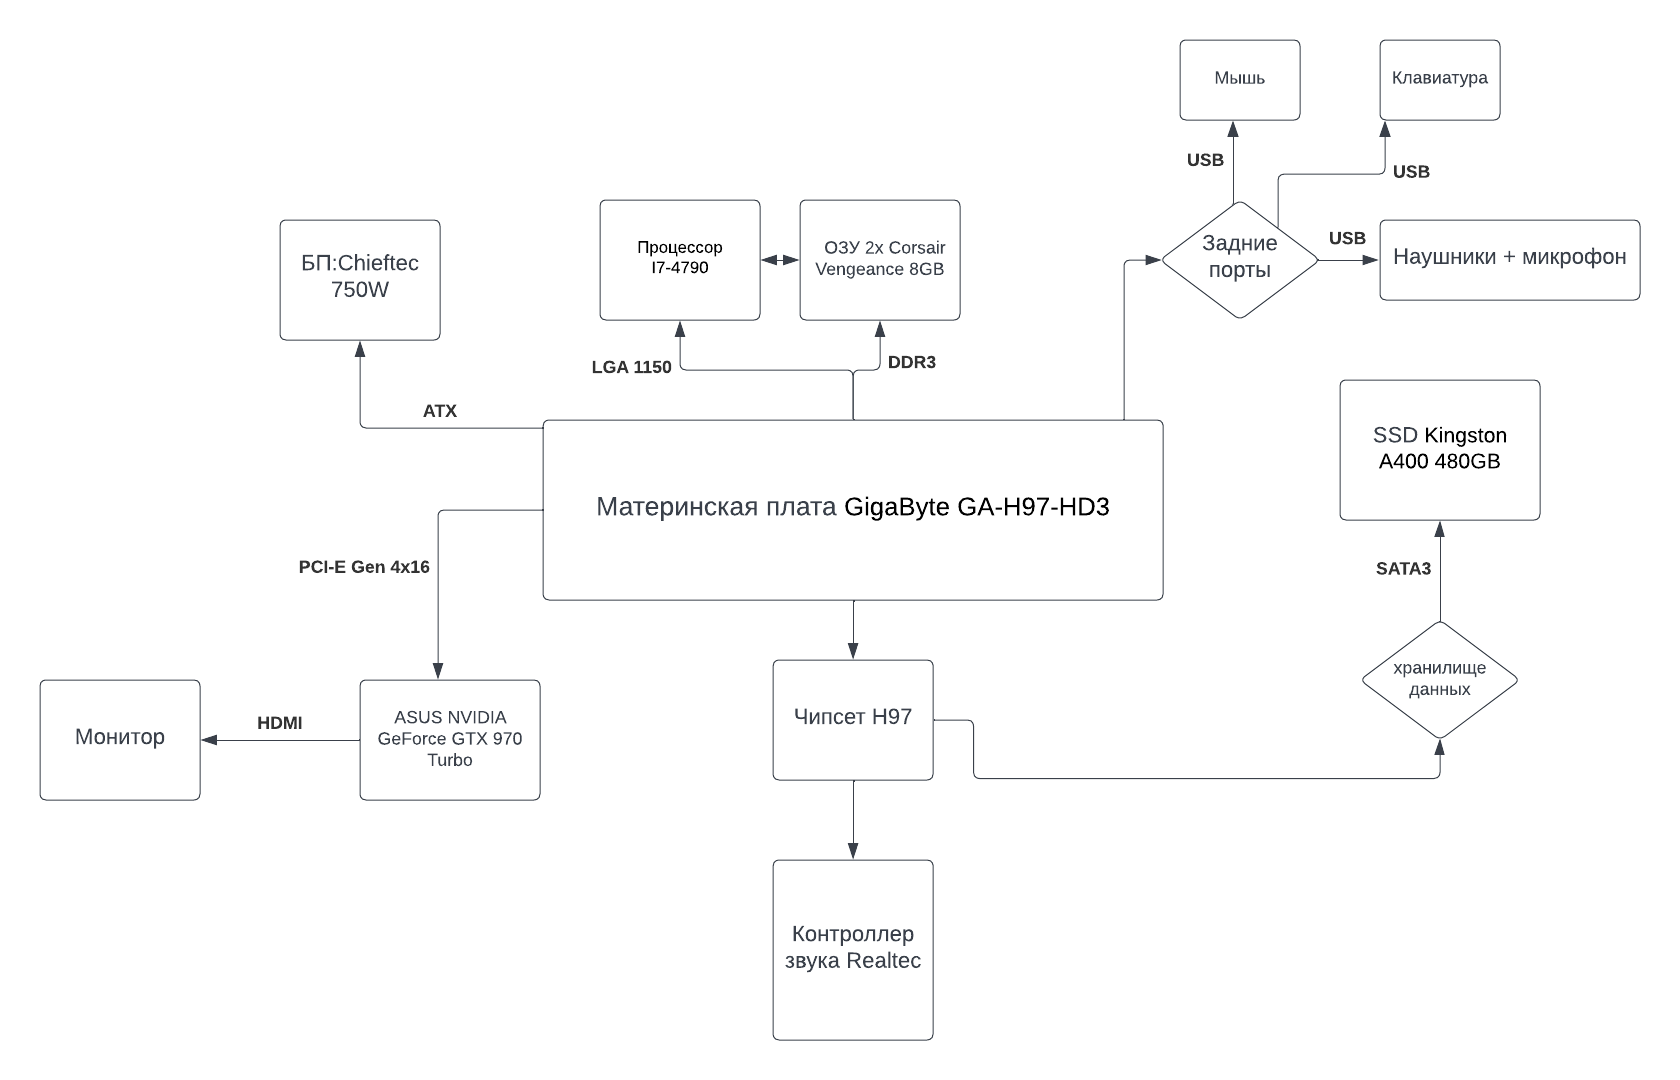 Мышь
Клавиатура
USB
USB
Задние
порты
USB
Наушники + микрофон
БП:Chieftec
750W
Процессор
I7-4790
ОЗУ 2x Corsair
Vengeance 8GB
LGA 1150
DDR3
ATX
SSD Kingston
A400 480GB
Материнская плата GigaByte GA-H97-HD3
PCI-E Gen 4x16
SATA3
хранилище
данных
Монитор
HDMI
ASUS NVIDIA
GeForce GTX 970
Turbo
Чипсет H97
Контроллер
звука Realtec